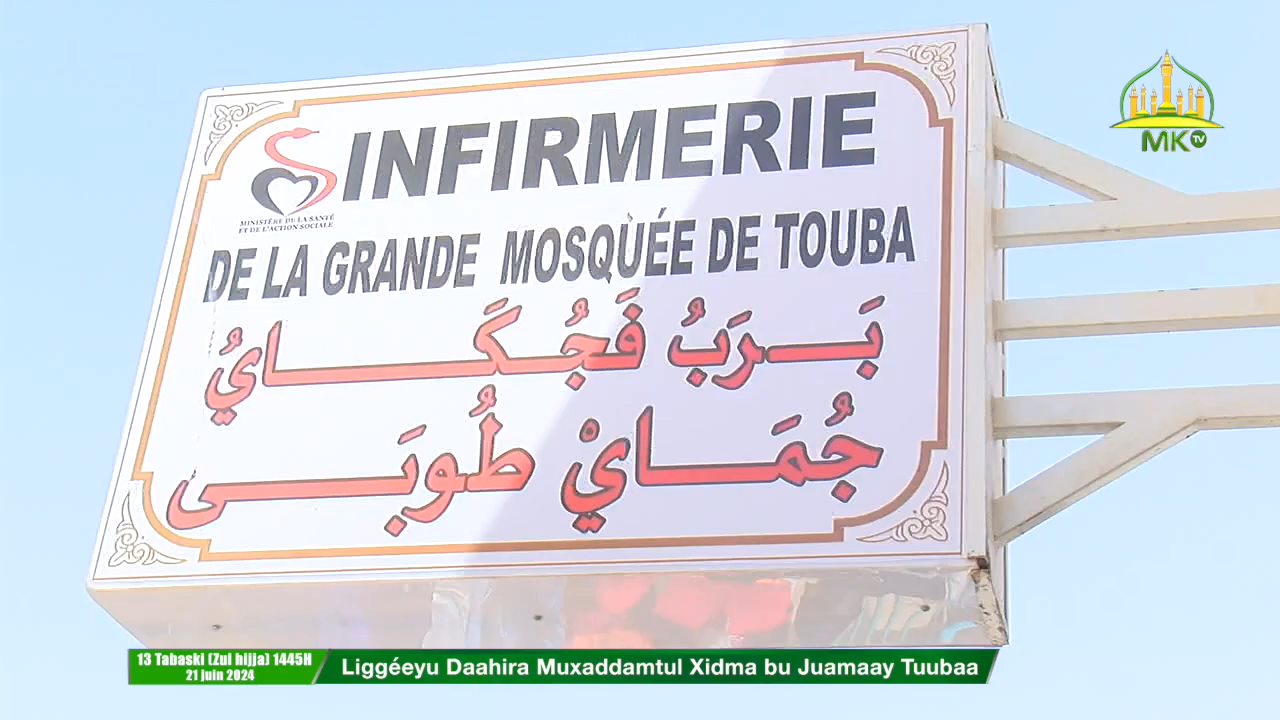 INFIRMERIE
MINISTÈRE DE LA SANTÉ
ET DE L'ACTION SOCIALE
DE LA GRANDE MOSQUÉE DE TOUBA
بَرَبُ فَجُكَايُ
جُمَايْ طُوبَى
MK TV
13 Tabaski (Zul hijja) 1445H
21 juin 2024
Liggéeyu Daahira Muxaddamtul Xidma bu Juamaay Tuubaa